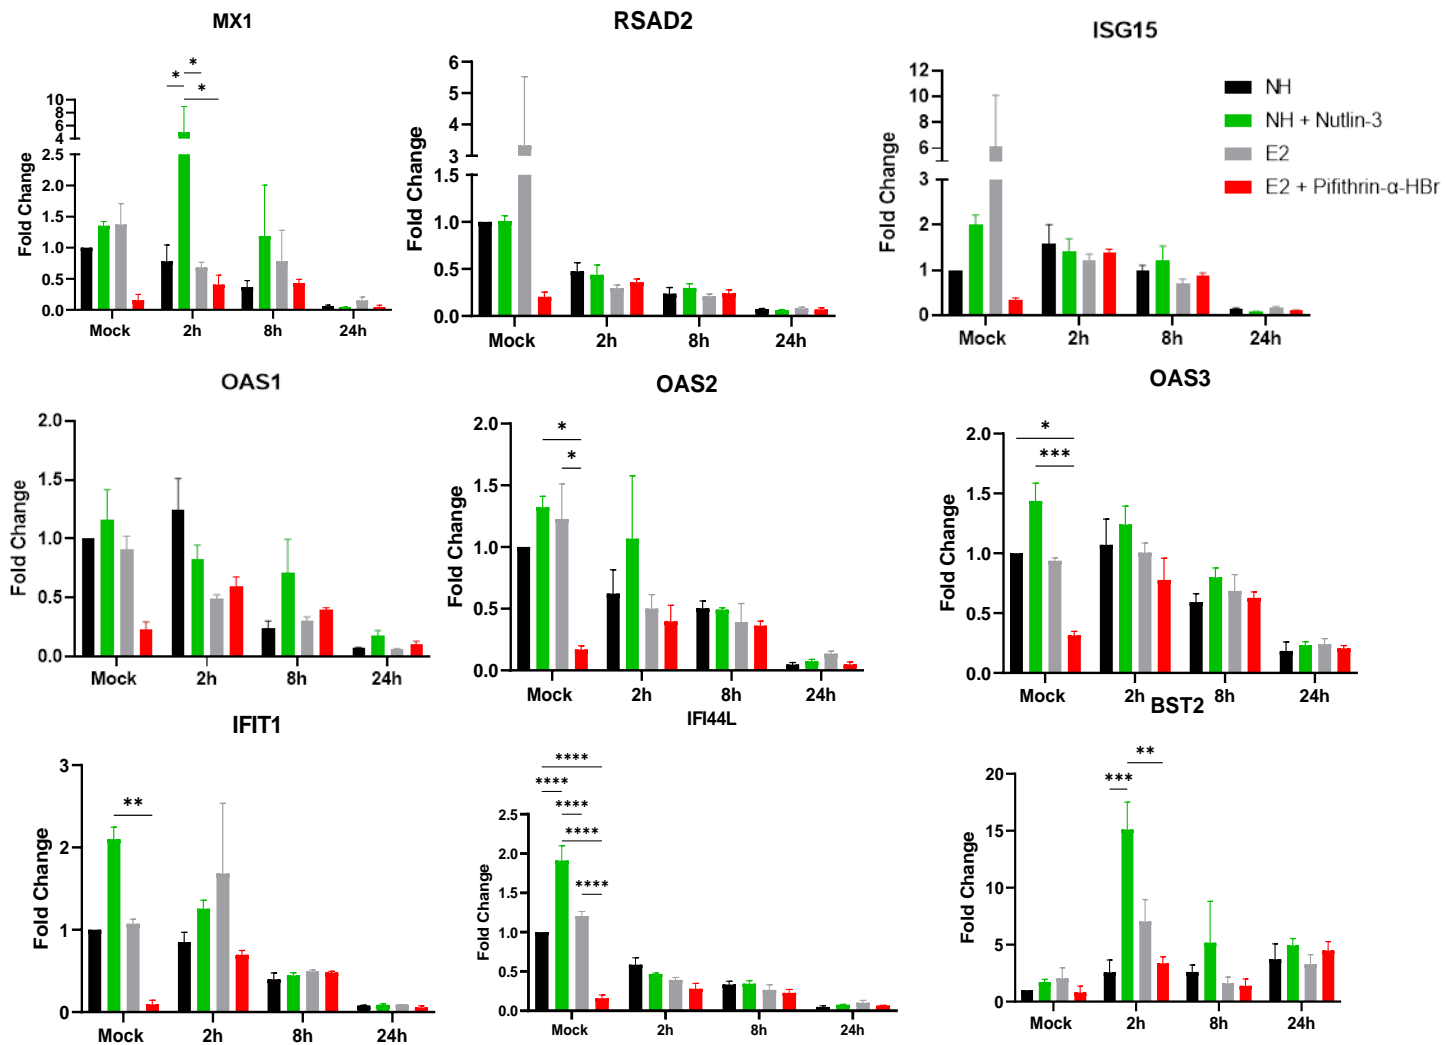 MX1
*
*
*
10
8
6
4
2.5
2.0
1.5
1.0
0.5
0.0
Fold Change
Mock 2h 8h 24h
RSAD2
6
5
4
3
1.5
1.0
0.5
0.0
Fold Change
Mock 2h 8h 24h
ISG15
12
10
8
6
3
2
1
0
Fold Change
Mock 2h 8h 24h
NH
NH + Nutlin-3
E2
E2 + Pifithrin-α-HBr
OAS1
2.0
1.5
1.0
0.5
0.0
Fold Change
Mock 2h 8h 24h
OAS2
*
*
2.0
1.5
1.0
0.5
0.0
Fold Change
Mock 2h 8h 24h
OAS3
*
***
2.0
1.5
1.0
0.5
0.0
Fold Change
Mock 2h 8h 24h
IFIT1
**
3
2
1
0
Fold Change
Mock 2h 8h 24h
IFI44L
****
****
****
****
****
2.5
2.0
1.5
1.0
0.5
0.0
Fold Change
Mock 2h 8h 24h
BST2
**
***
20
15
10
5
0
Fold Change
Mock 2h 8h 24h